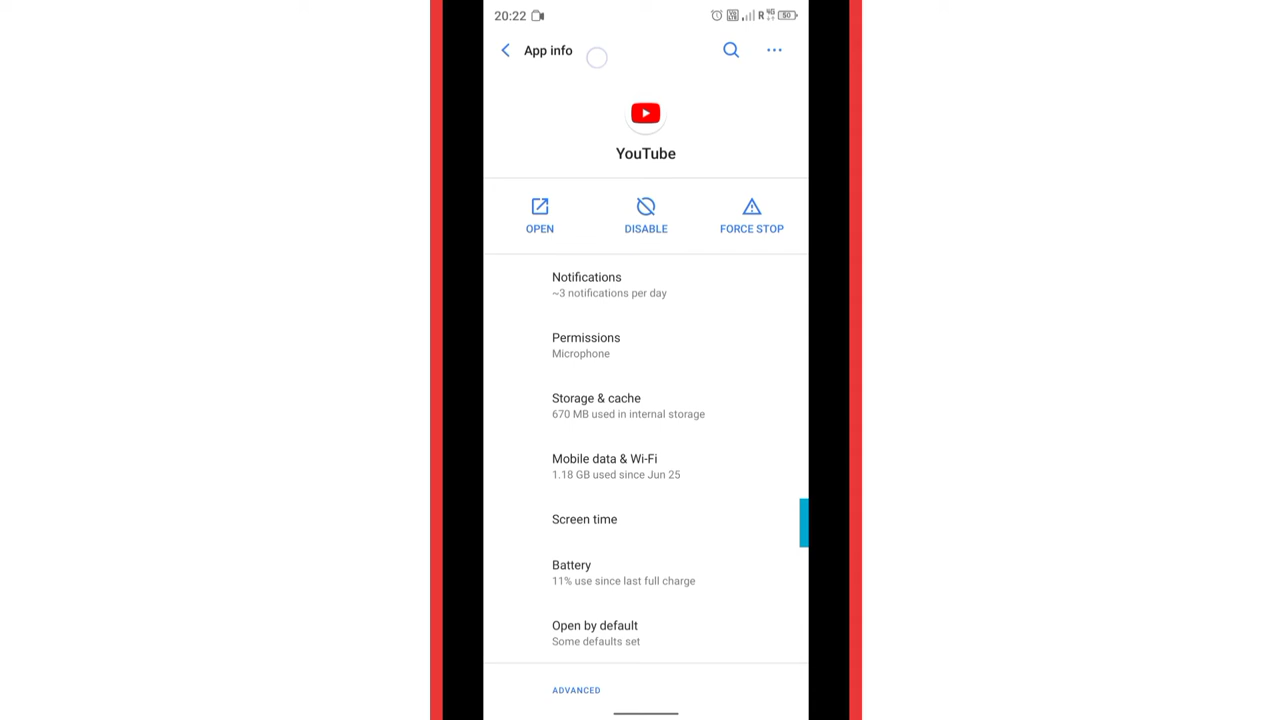 20:22
R 4G 50
App info
YouTube
OPEN DISABLE FORCE STOP
Notifications
~3 notifications per day
Permissions
Microphone
Storage & cache
670 MB used in internal storage
Mobile data & Wi-Fi
1.18 GB used since Jun 25
Screen time
Battery
11% use since last full charge
Open by default
Some defaults set
ADVANCED